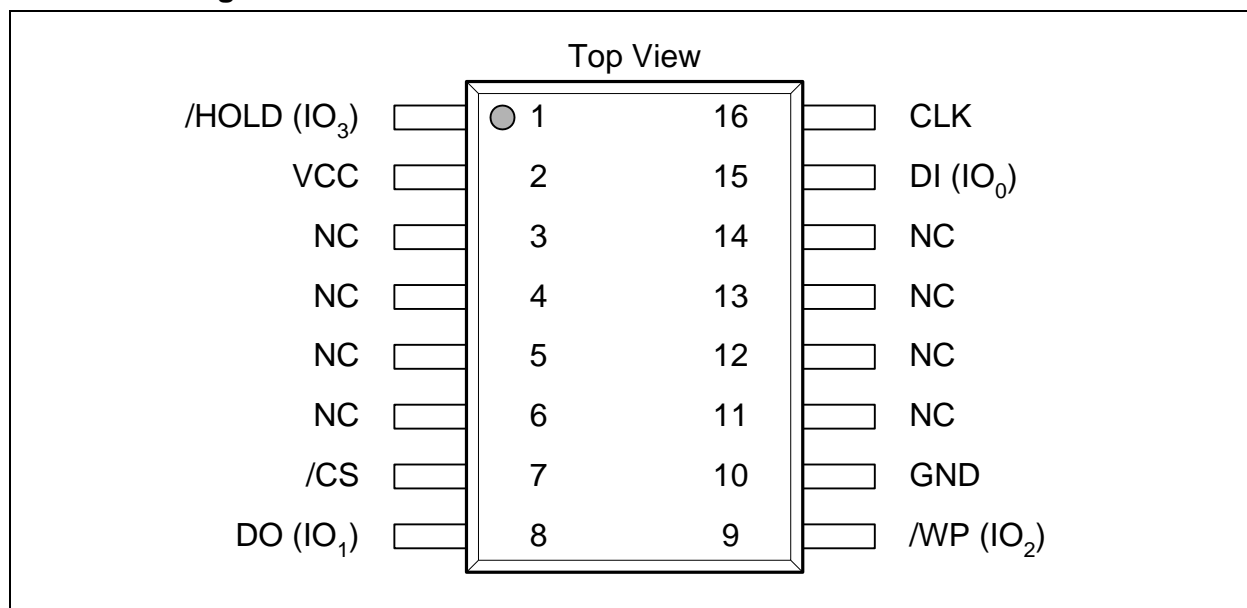 Top View
/HOLD (IO₃) 1 16 CLK
VCC 2 15 DI (IO₀)
NC 3 14 NC
NC 4 13 NC
NC 5 12 NC
NC 6 11 NC
/CS 7 10 GND
DO (IO₁) 8 9 /WP (IO₂)